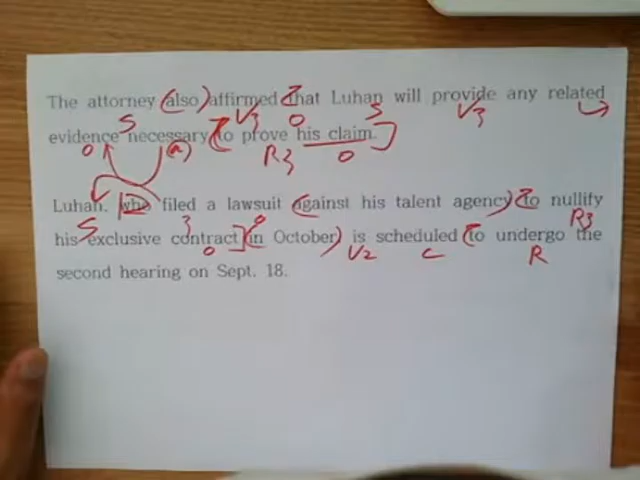 The attorney also affirmed that Luhan will provide any related
evidence necessary to prove his claim.
Luhan, who filed a lawsuit against his talent agency to nullify
his exclusive contract in October is scheduled to undergo the
second hearing on Sept. 18.